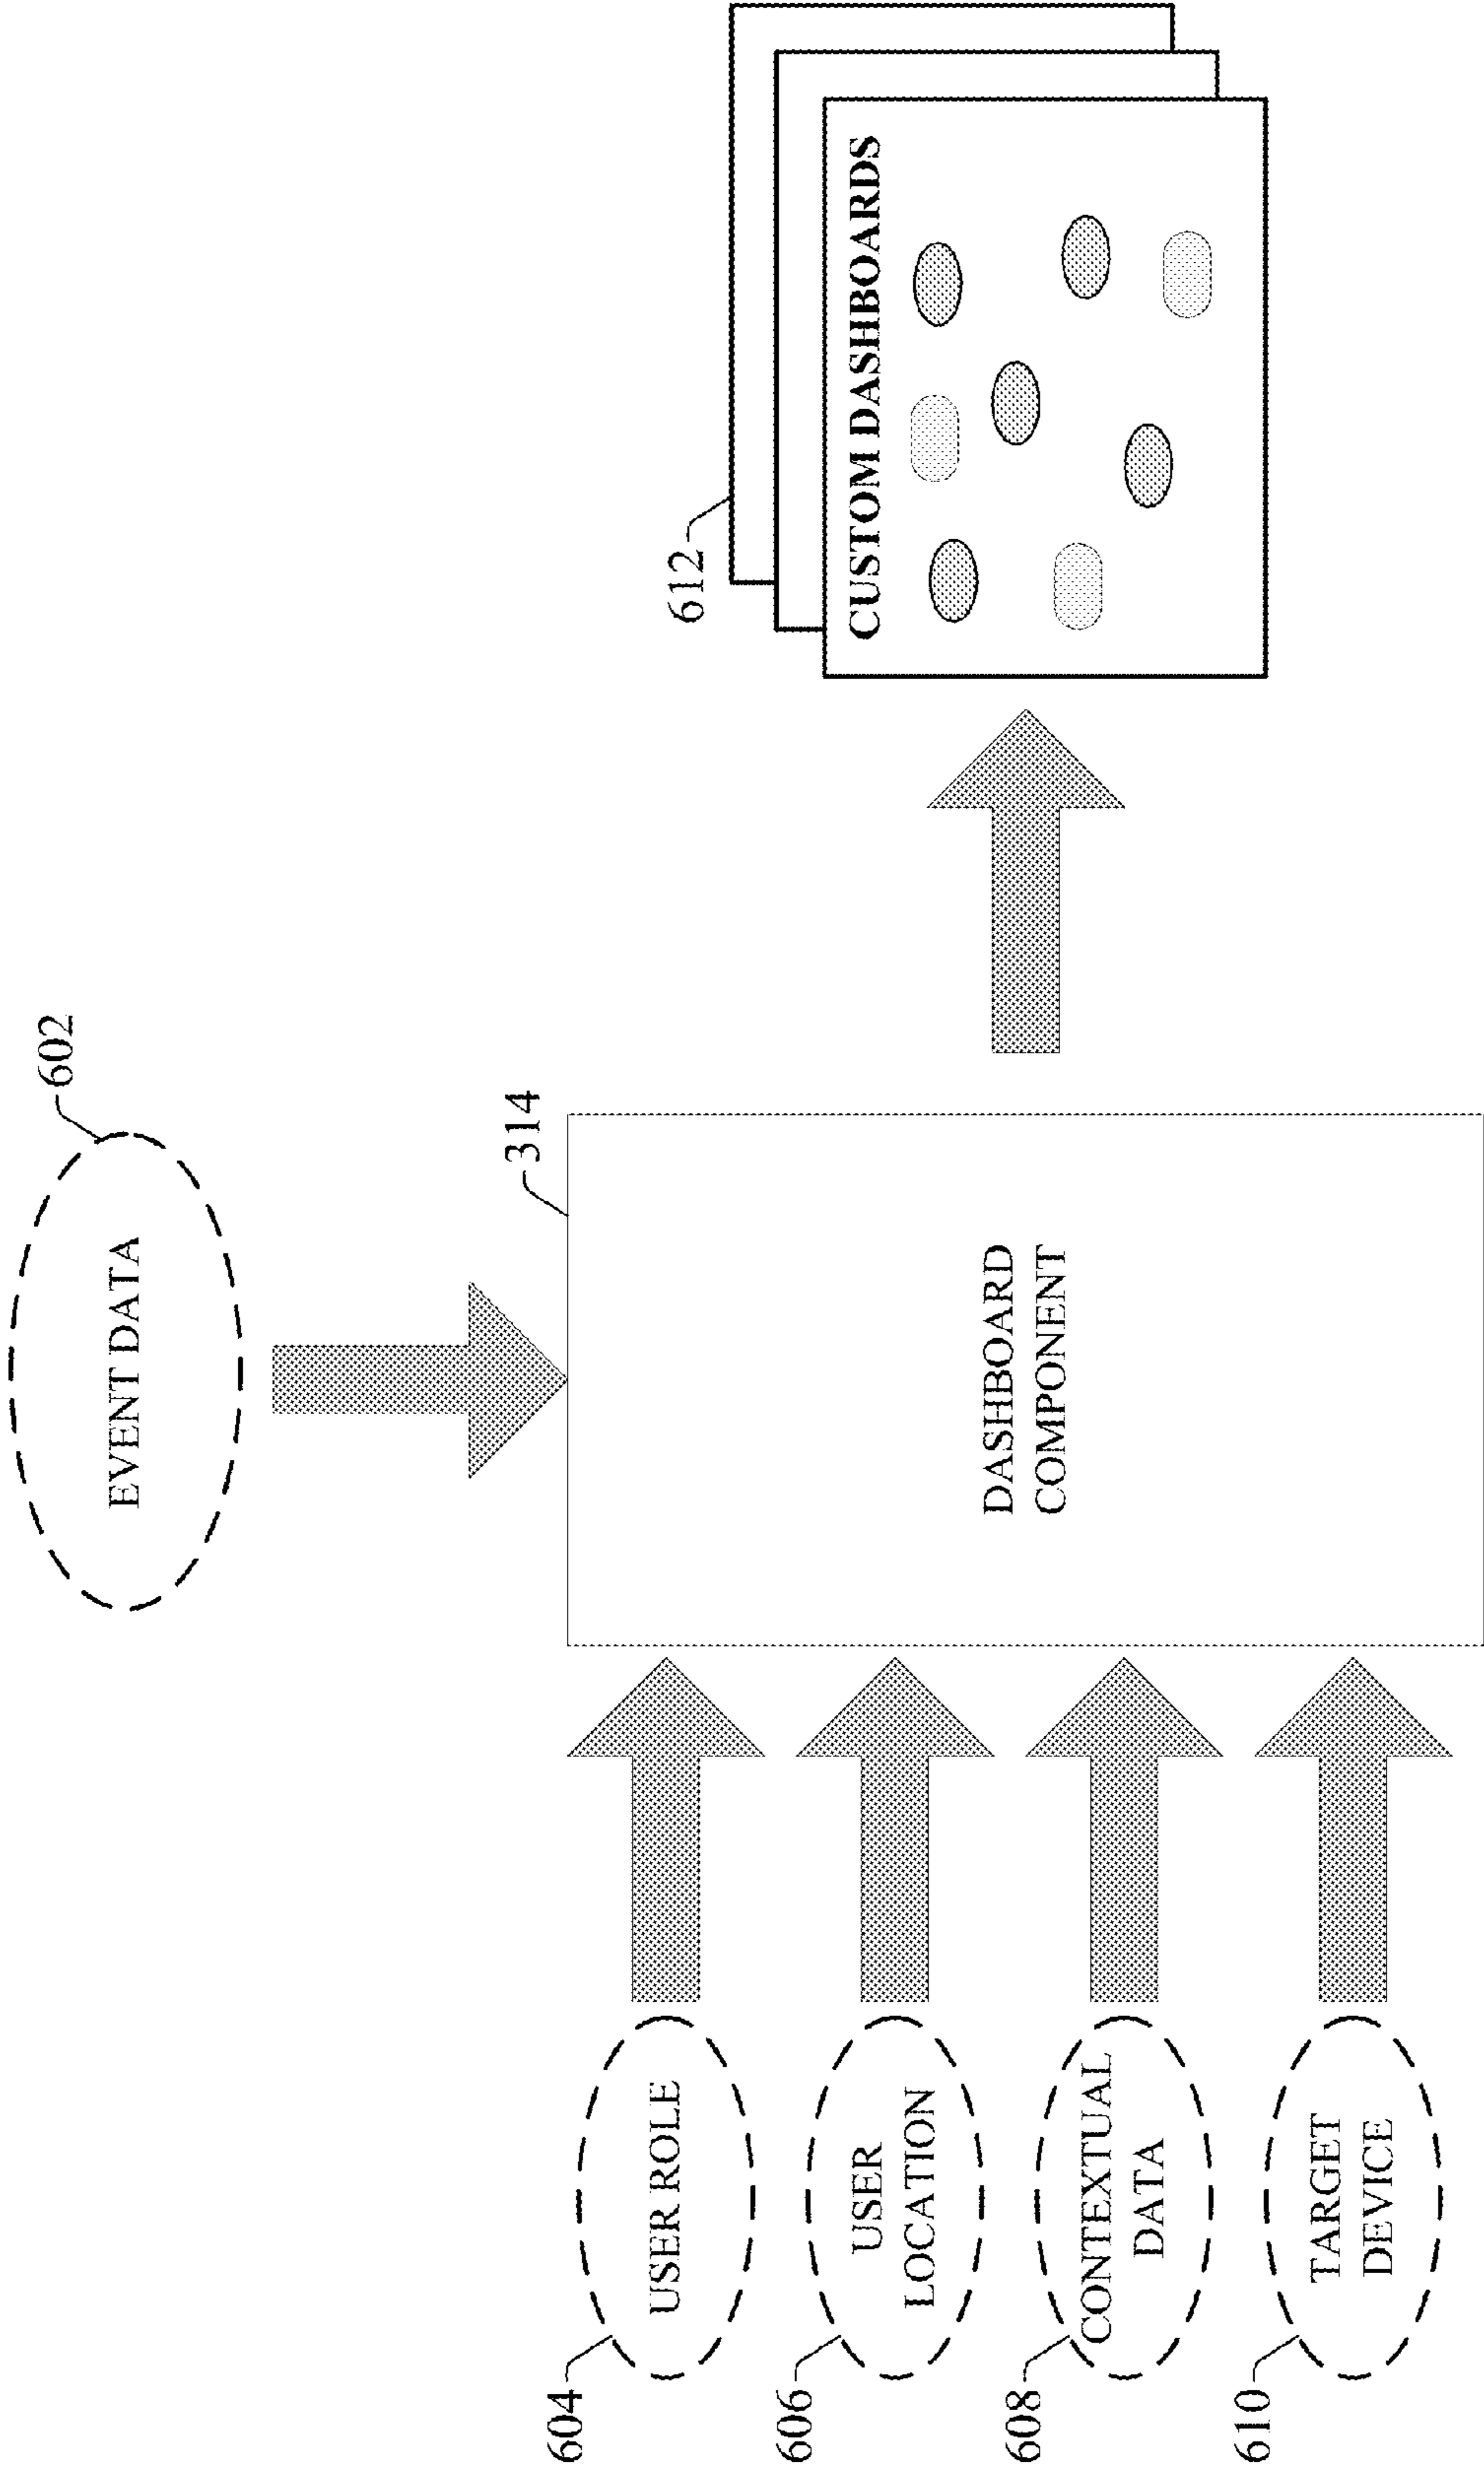 602
EVENT DATA
314
DASHBOARD
COMPONENT
604
USER ROLE
606
USER
LOCATION
608
CONTEXTUAL
DATA
610
TARGET
DEVICE
612
CUSTOM DASHBOARDS